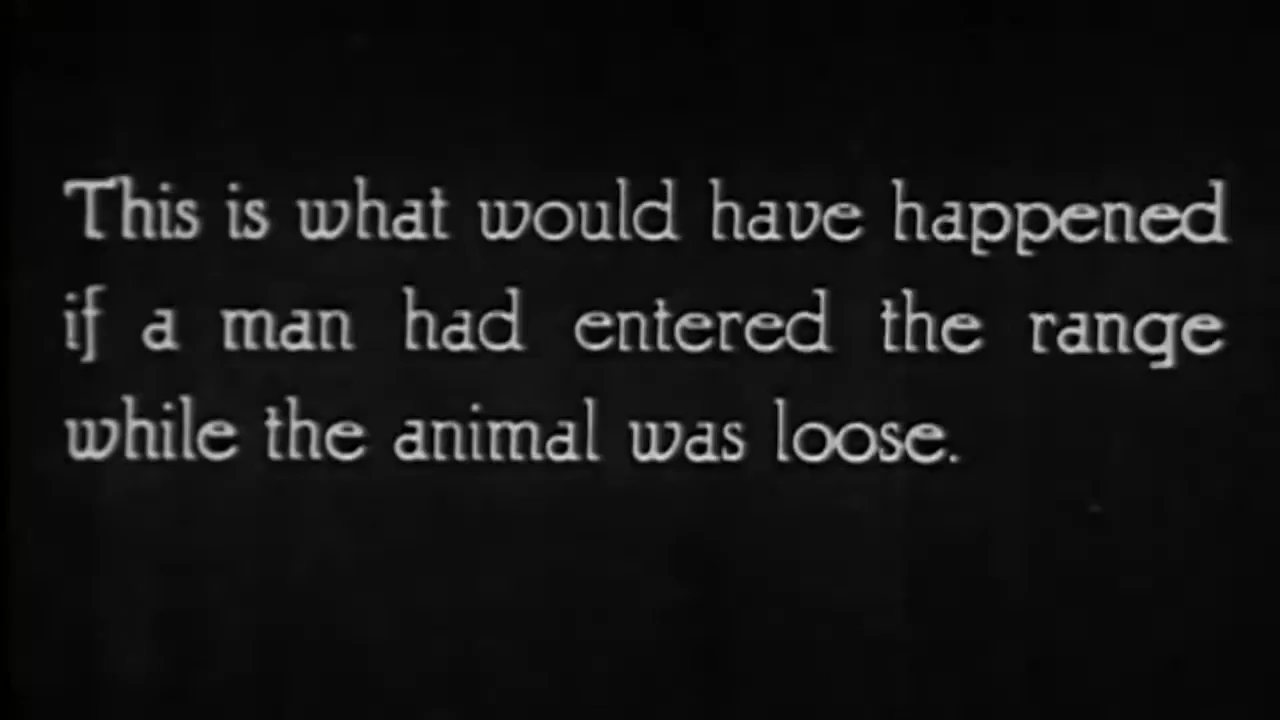 This is what would have happened
if a man had entered the range
while the animal was loose.